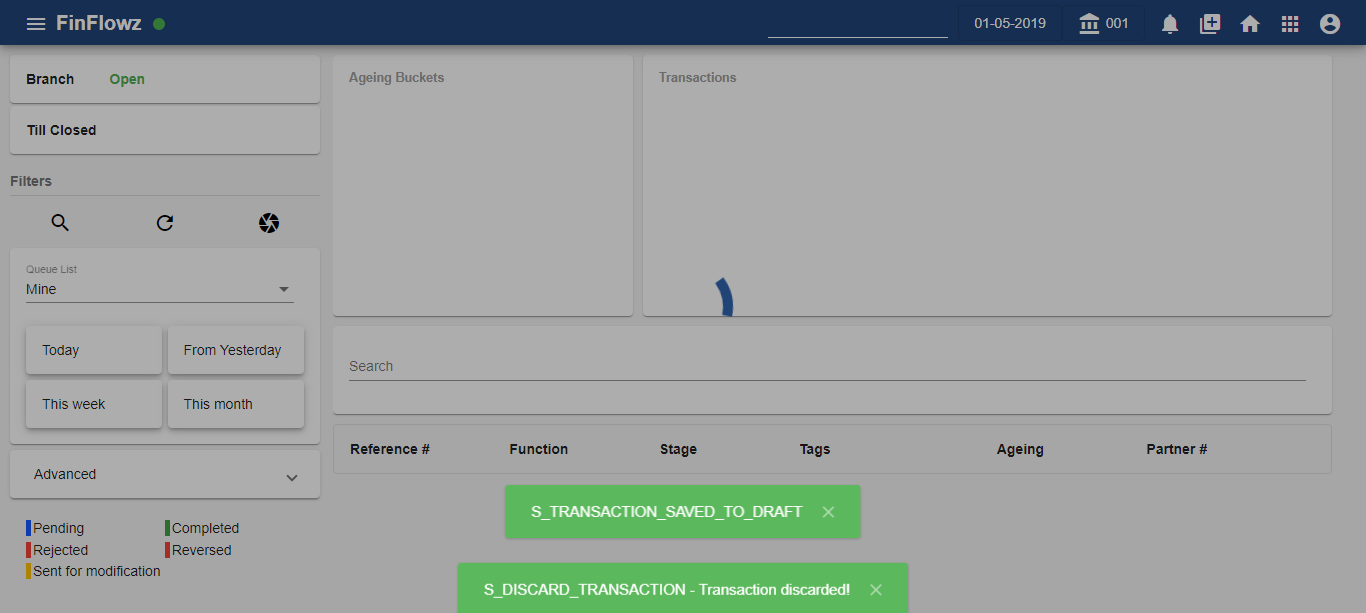 FinFlowz
01-05-2019
001
Branch Open
Till Closed
Filters
Queue List
Mine
Today From Yesterday
This week This month
Advanced
Pending Completed
Rejected Reversed
Sent for modification
Ageing Buckets
Transactions
Search
Reference # Function Stage Tags Ageing Partner #
S_TRANSACTION_SAVED_TO_DRAFT
S_DISCARD_TRANSACTION - Transaction discarded!